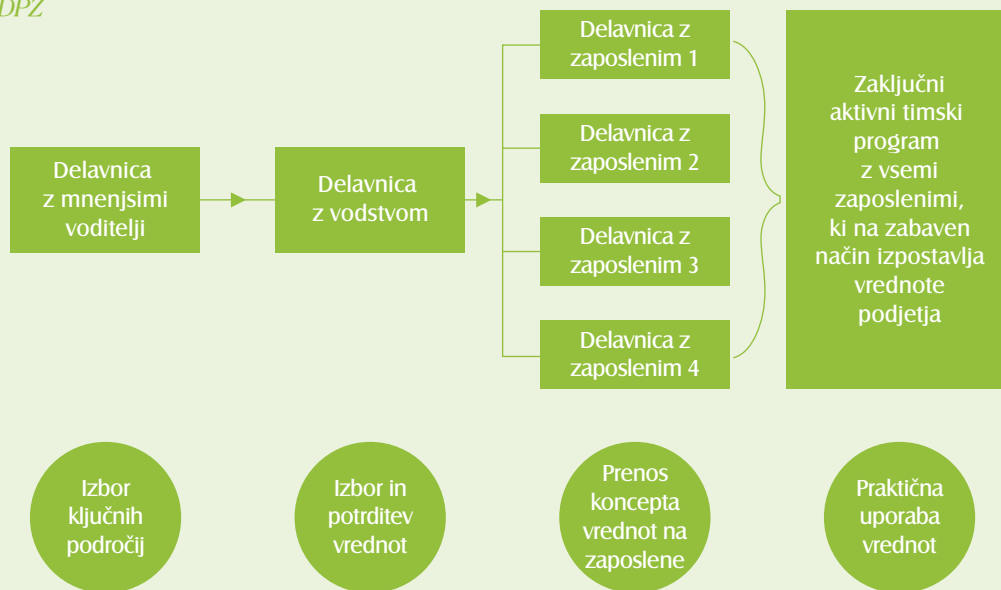 DPZ
Delavnica
z mnenjsimi
voditelji
Delavnica
z vodstvom
Delavnica z
zaposlenim 1
Delavnica z
zaposlenim 2
Delavnica z
zaposlenim 3
Delavnica z
zaposlenim 4
Zaključni
aktivni timski
program
z vsemi
zaposlenimi,
ki na zabaven
način izpostavlja
vrednote
podjetja
Izbor
ključnih
področij
Izbor in
potrditev
vrednot
Prenos
koncepta
vrednot na
zaposlene
Praktična
uporaba
vrednot